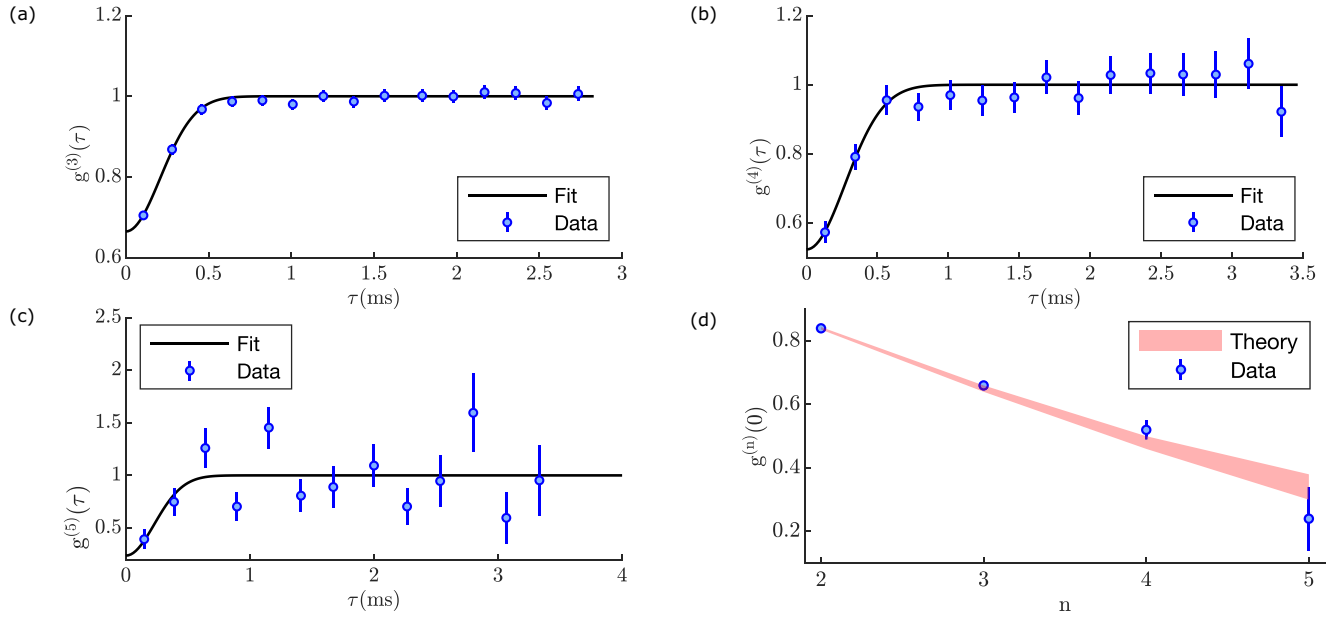 (a)
1.2
1
0.8
0.6
g(3)(τ)
0 0.5 1 1.5 2 2.5 3
τ(ms)
Fit
Data
(b)
1.2
1
0.8
0.6
g(4)(τ)
0 0.5 1 1.5 2 2.5 3 3.5
τ(ms)
Fit
Data
(c)
2.5
2
1.5
1
0.5
g(5)(τ)
0 1 2 3 4
τ(ms)
Fit
Data
(d)
0.8
0.6
0.4
0.2
g(n)(0)
2 3 4 5
n
Theory
Data